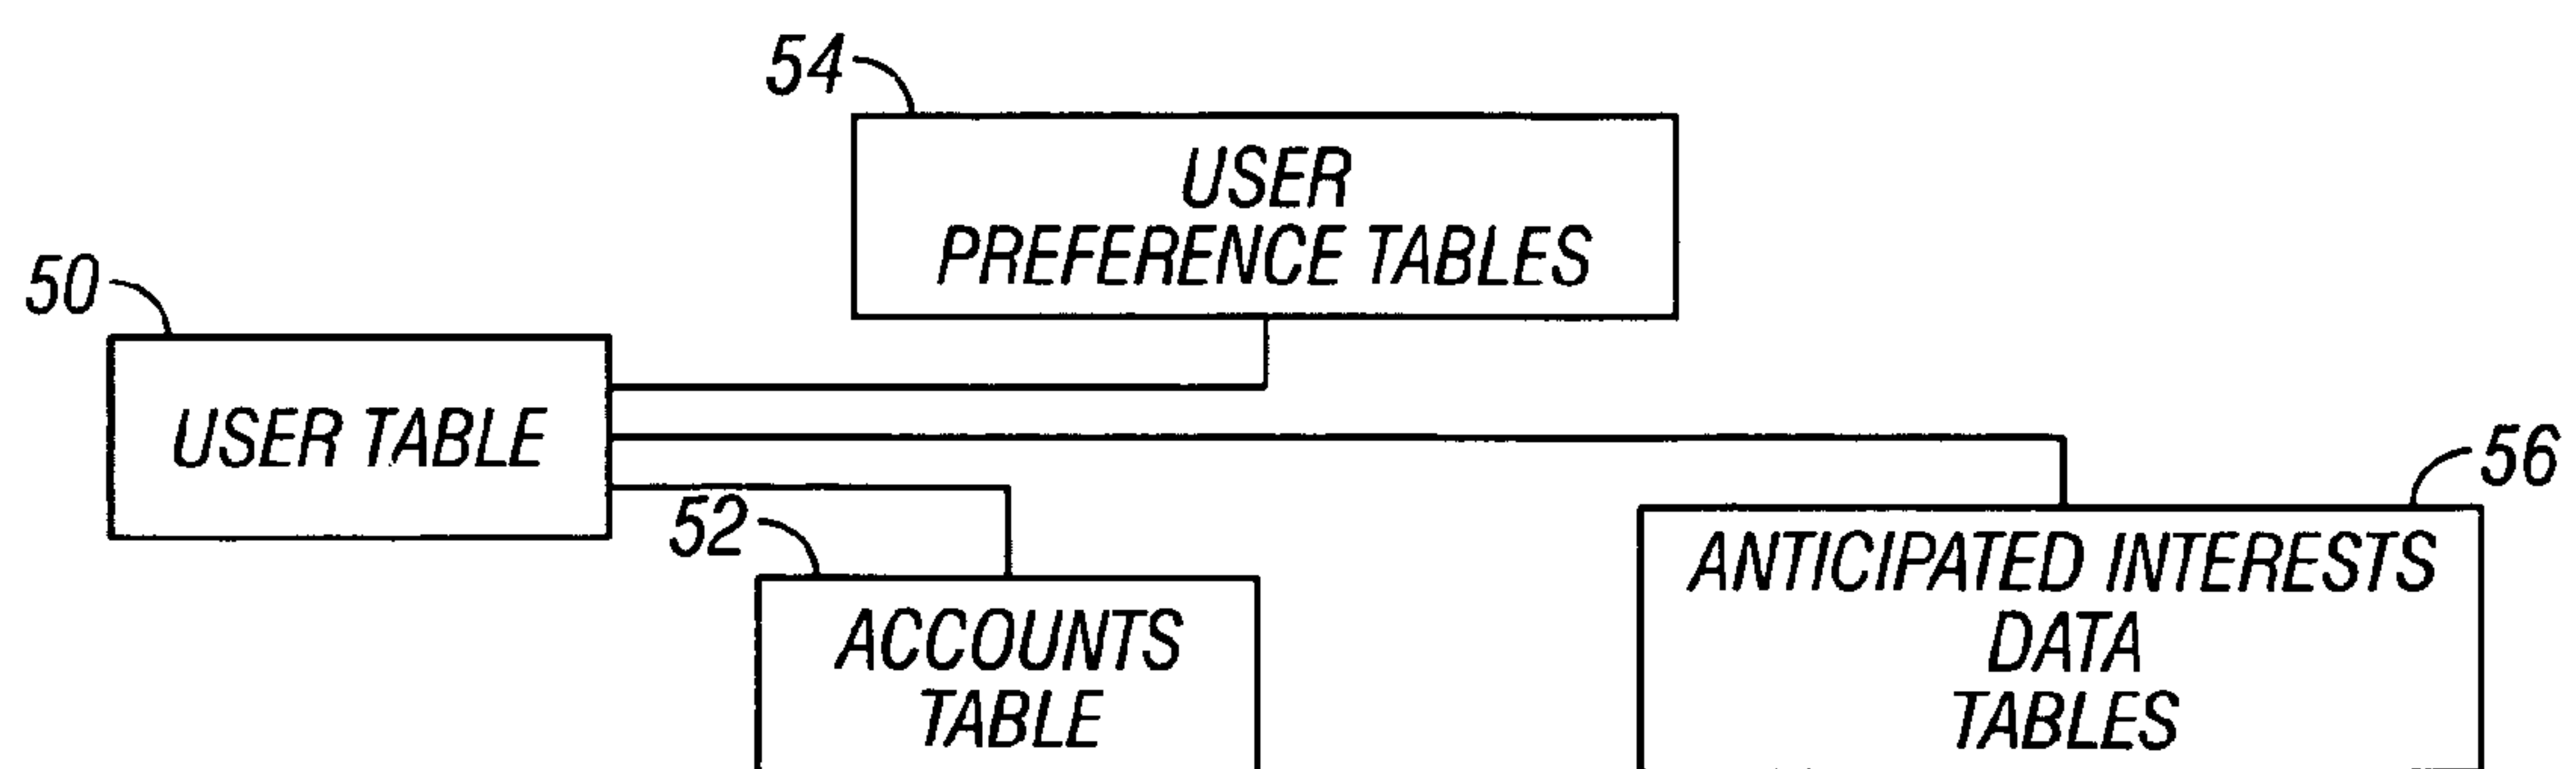 54
USER
PREFERENCE TABLES
50
USER TABLE
56
52
ACCOUNTS
TABLE
ANTICIPATED INTERESTS
DATA
TABLES